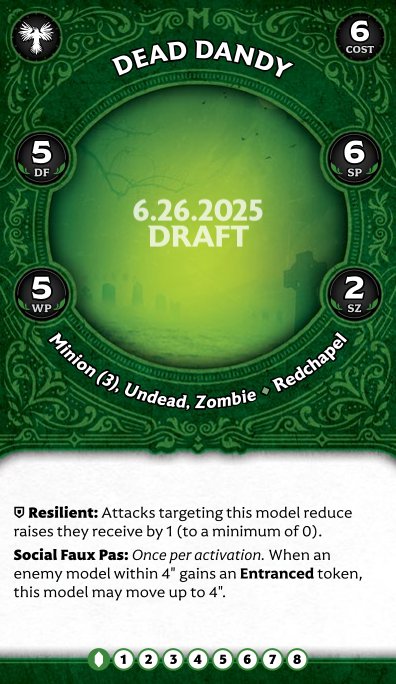 DEAD DANDY
6
COST
5
DF
6
SP
6.26.2025
DRAFT
5
WP
2
SZ
Minion (3), Undead, Zombie ♦ Redchapel
Resilient: Attacks targeting this model reduce
raises they receive by 1 (to a minimum of 0).
Social Faux Pas: Once per activation. When an
enemy model within 4" gains an Entranced token,
this model may move up to 4".
1 2 3 4 5 6 7 8